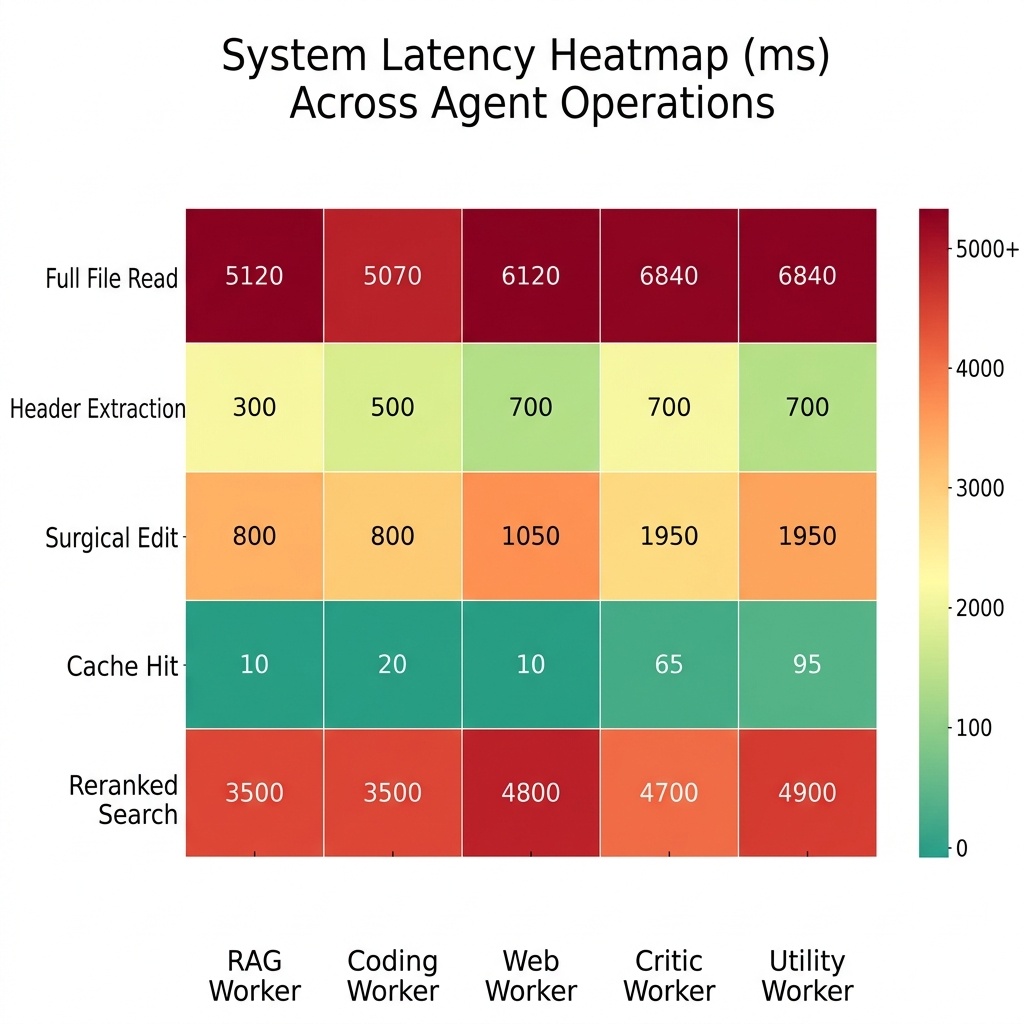 System Latency Heatmap (ms)
Across Agent Operations
Full File Read 5120 5070 6120 6840 6840
Header Extraction 300 500 700 700 700
Surgical Edit 800 800 1050 1950 1950
Cache Hit 10 20 10 65 95
Reranked
Search 3500 3500 4800 4700 4900
RAG
Worker
Coding
Worker
Web
Worker
Critic
Worker
Utility
Worker
5000+
4000
3000
2000
100
0